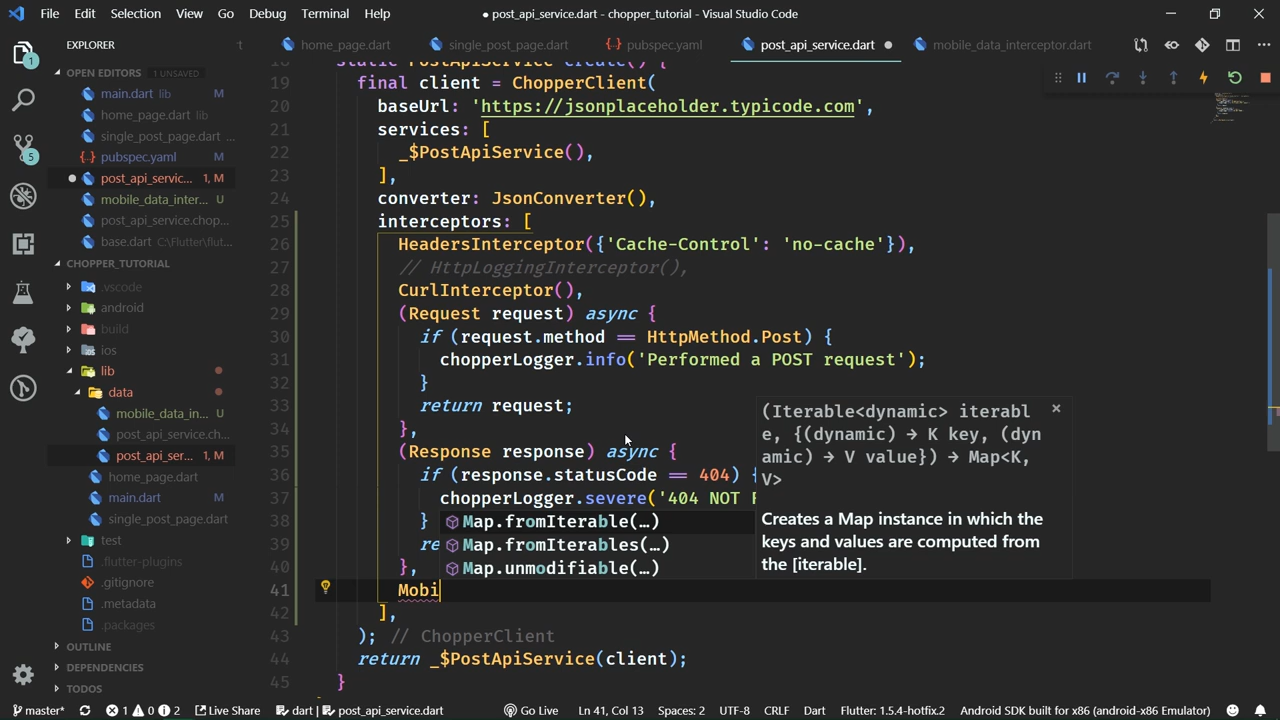 File Edit Selection View Go Debug Terminal Help
● post_api_service.dart - chopper_tutorial - Visual Studio Code
EXPLORER
t home_page.dart single_post_page.dart {·} pubspec.yaml post_api_service.dart ● mobile_data_interceptor.dart
1
OPEN EDITORS 1 UNSAVED
main.dart lib M
home_page.dart lib
single_post_page.dart ...
{·} pubspec.yaml M
● post_api_servic... 1, M
mobile_data_inter... U
post_api_service.chop...
base.dart C:\Flutter\flut...
5
CHOPPER_TUTORIAL
.vscode
android
build
ios
lib
data
mobile_data_in... U
post_api_service.ch...
post_api_ser... 1, M
home_page.dart
main.dart M
single_post_page.dart
test
.flutter-plugins
.gitignore
.metadata
.packages
OUTLINE
DEPENDENCIES
TODOS
18 static PostApiService create() {
19 final client = ChopperClient(
20 baseUrl: 'https://jsonplaceholder.typicode.com',
21 services: [
22 _$PostApiService(),
23 ],
24 converter: JsonConverter(),
25 interceptors: [
26 HeadersInterceptor({'Cache-Control': 'no-cache'}),
27 // HttpLoggingInterceptor(),
28 CurlInterceptor(),
29 (Request request) async {
30 if (request.method == HttpMethod.Post) {
31 chopperLogger.info('Performed a POST request');
32 }
33 return request;
34 },
35 (Response response) async {
36 if (response.statusCode == 404) {
37 chopperLogger.severe('404 NOT F
38 }
39 re
40 },
41 Mobi
42 ],
43 ); // ChopperClient
44 return _$PostApiService(client);
45 }
Map.fromIterable(…)
Map.fromIterables(…)
Map.unmodifiable(…)
(Iterable<dynamic> iterabl
e, {(dynamic) → K key, (dyn
amic) → V value}) → Map<K,
V>
Creates a Map instance in which the
keys and values are computed from
the [iterable].
master* 1 0 2 Live Share dart | post_api_service.dart Go Live Ln 41, Col 13 Spaces: 2 UTF-8 CRLF Dart Flutter: 1.5.4-hotfix.2 Android SDK built for x86 (android-x86 Emulator)